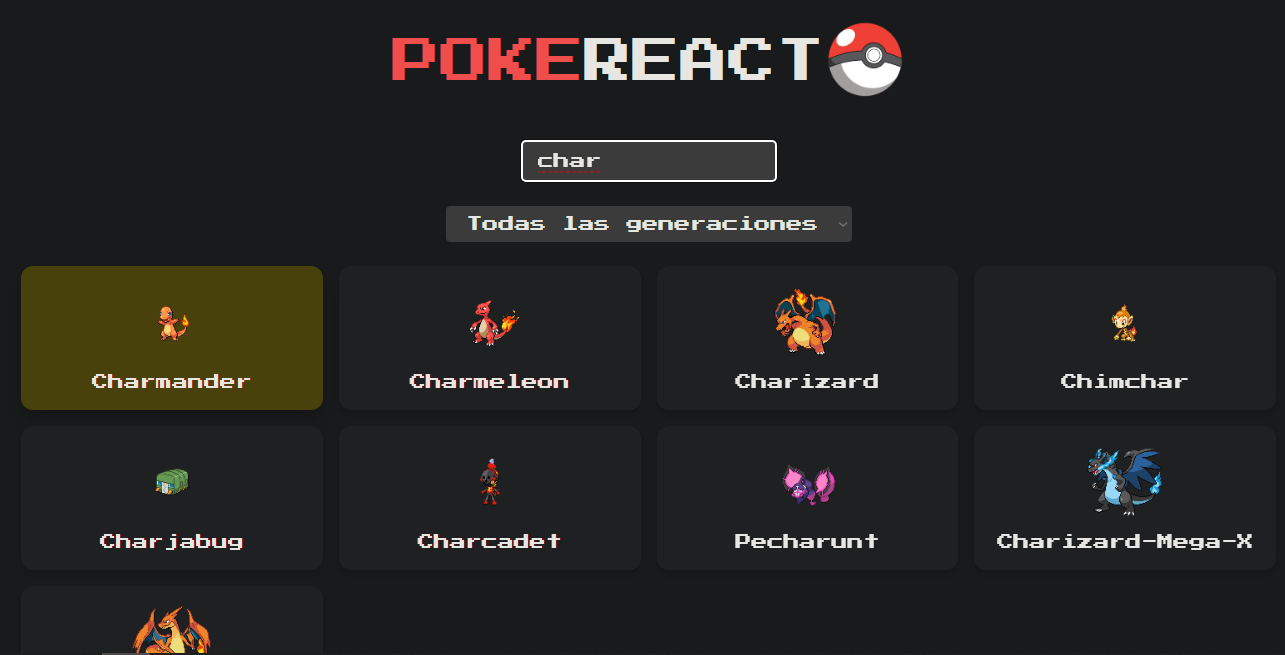 POKEREACT
char
Todas las generaciones
Charmander
Charmeleon
Charizard
Chimchar
Charjabug
Charcadet
Pecharunt
Charizard-Mega-X